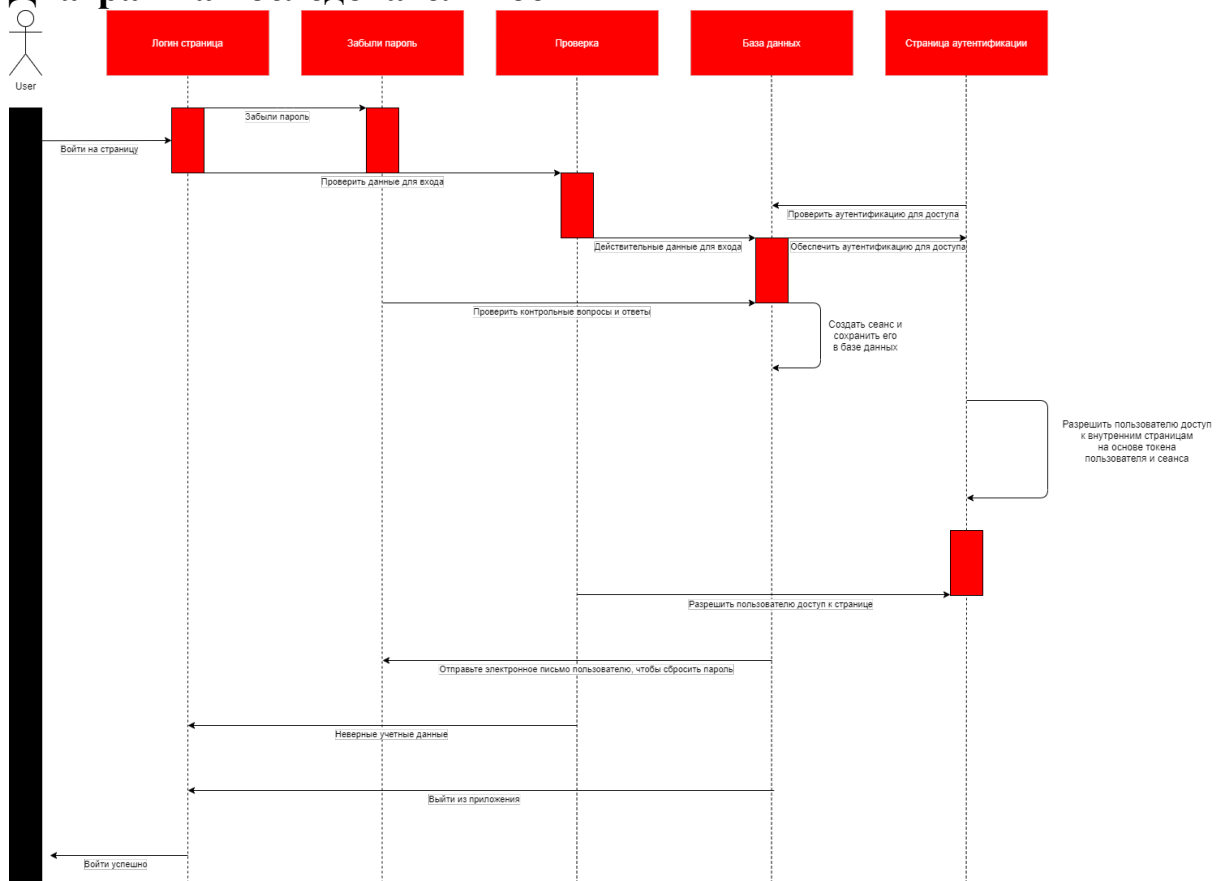 Логин страница
Забыли пароль
Проверка
База данных
Страница аутентификации
User
Забыли пароль
Войти на страницу
Проверить данные для входа
Проверить аутентификацию для доступа
Действительные данные для входа
Обеспечить аутентификацию для доступа
Проверить контрольные вопросы и ответы
Создать сеанс и
сохранить его
в базе данных
Разрешить пользователю доступ
к внутренним страницам
на основе токена
пользователя и сеанса
Разрешить пользователю доступ к странице
Отправьте электронное письмо пользователю, чтобы сбросить пароль
Неверные учетные данные
Выйти из приложения
Войти успешно